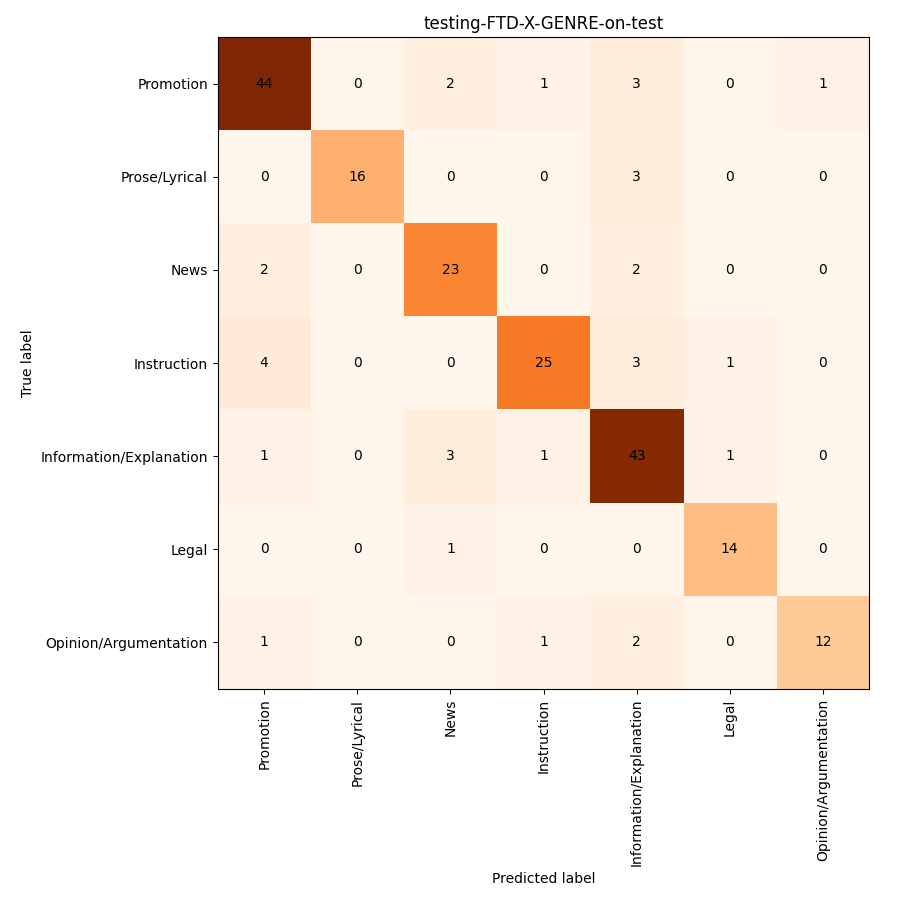 testing-FTD-X-GENRE-on-test
True label
Promotion 44 0 2 1 3 0 1
Prose/Lyrical 0 16 0 0 3 0 0
News 2 0 23 0 2 0 0
Instruction 4 0 0 25 3 1 0
Information/Explanation 1 0 3 1 43 1 0
Legal 0 0 1 0 0 14 0
Opinion/Argumentation 1 0 0 1 2 0 12
Promotion
Prose/Lyrical
News
Instruction
Information/Explanation
Legal
Opinion/Argumentation
Predicted label